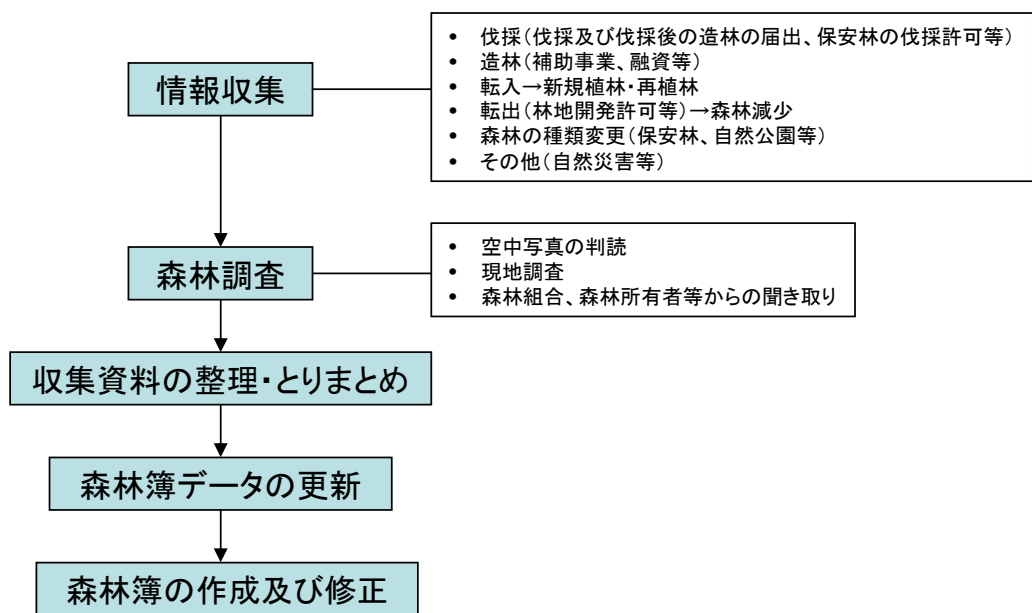 情報収集
• 伐採(伐採及び伐採後の造林の届出、保安林の伐採許可等)
• 造林(補助事業、融資等)
• 転入→新規植林・再植林
• 転出(林地開発許可等)→森林減少
• 森林の種類変更(保安林、自然公園等)
• その他(自然災害等)
森林調査
• 空中写真の判読
• 現地調査
• 森林組合、森林所有者等からの聞き取り
収集資料の整理・とりまとめ
森林簿データの更新
森林簿の作成及び修正